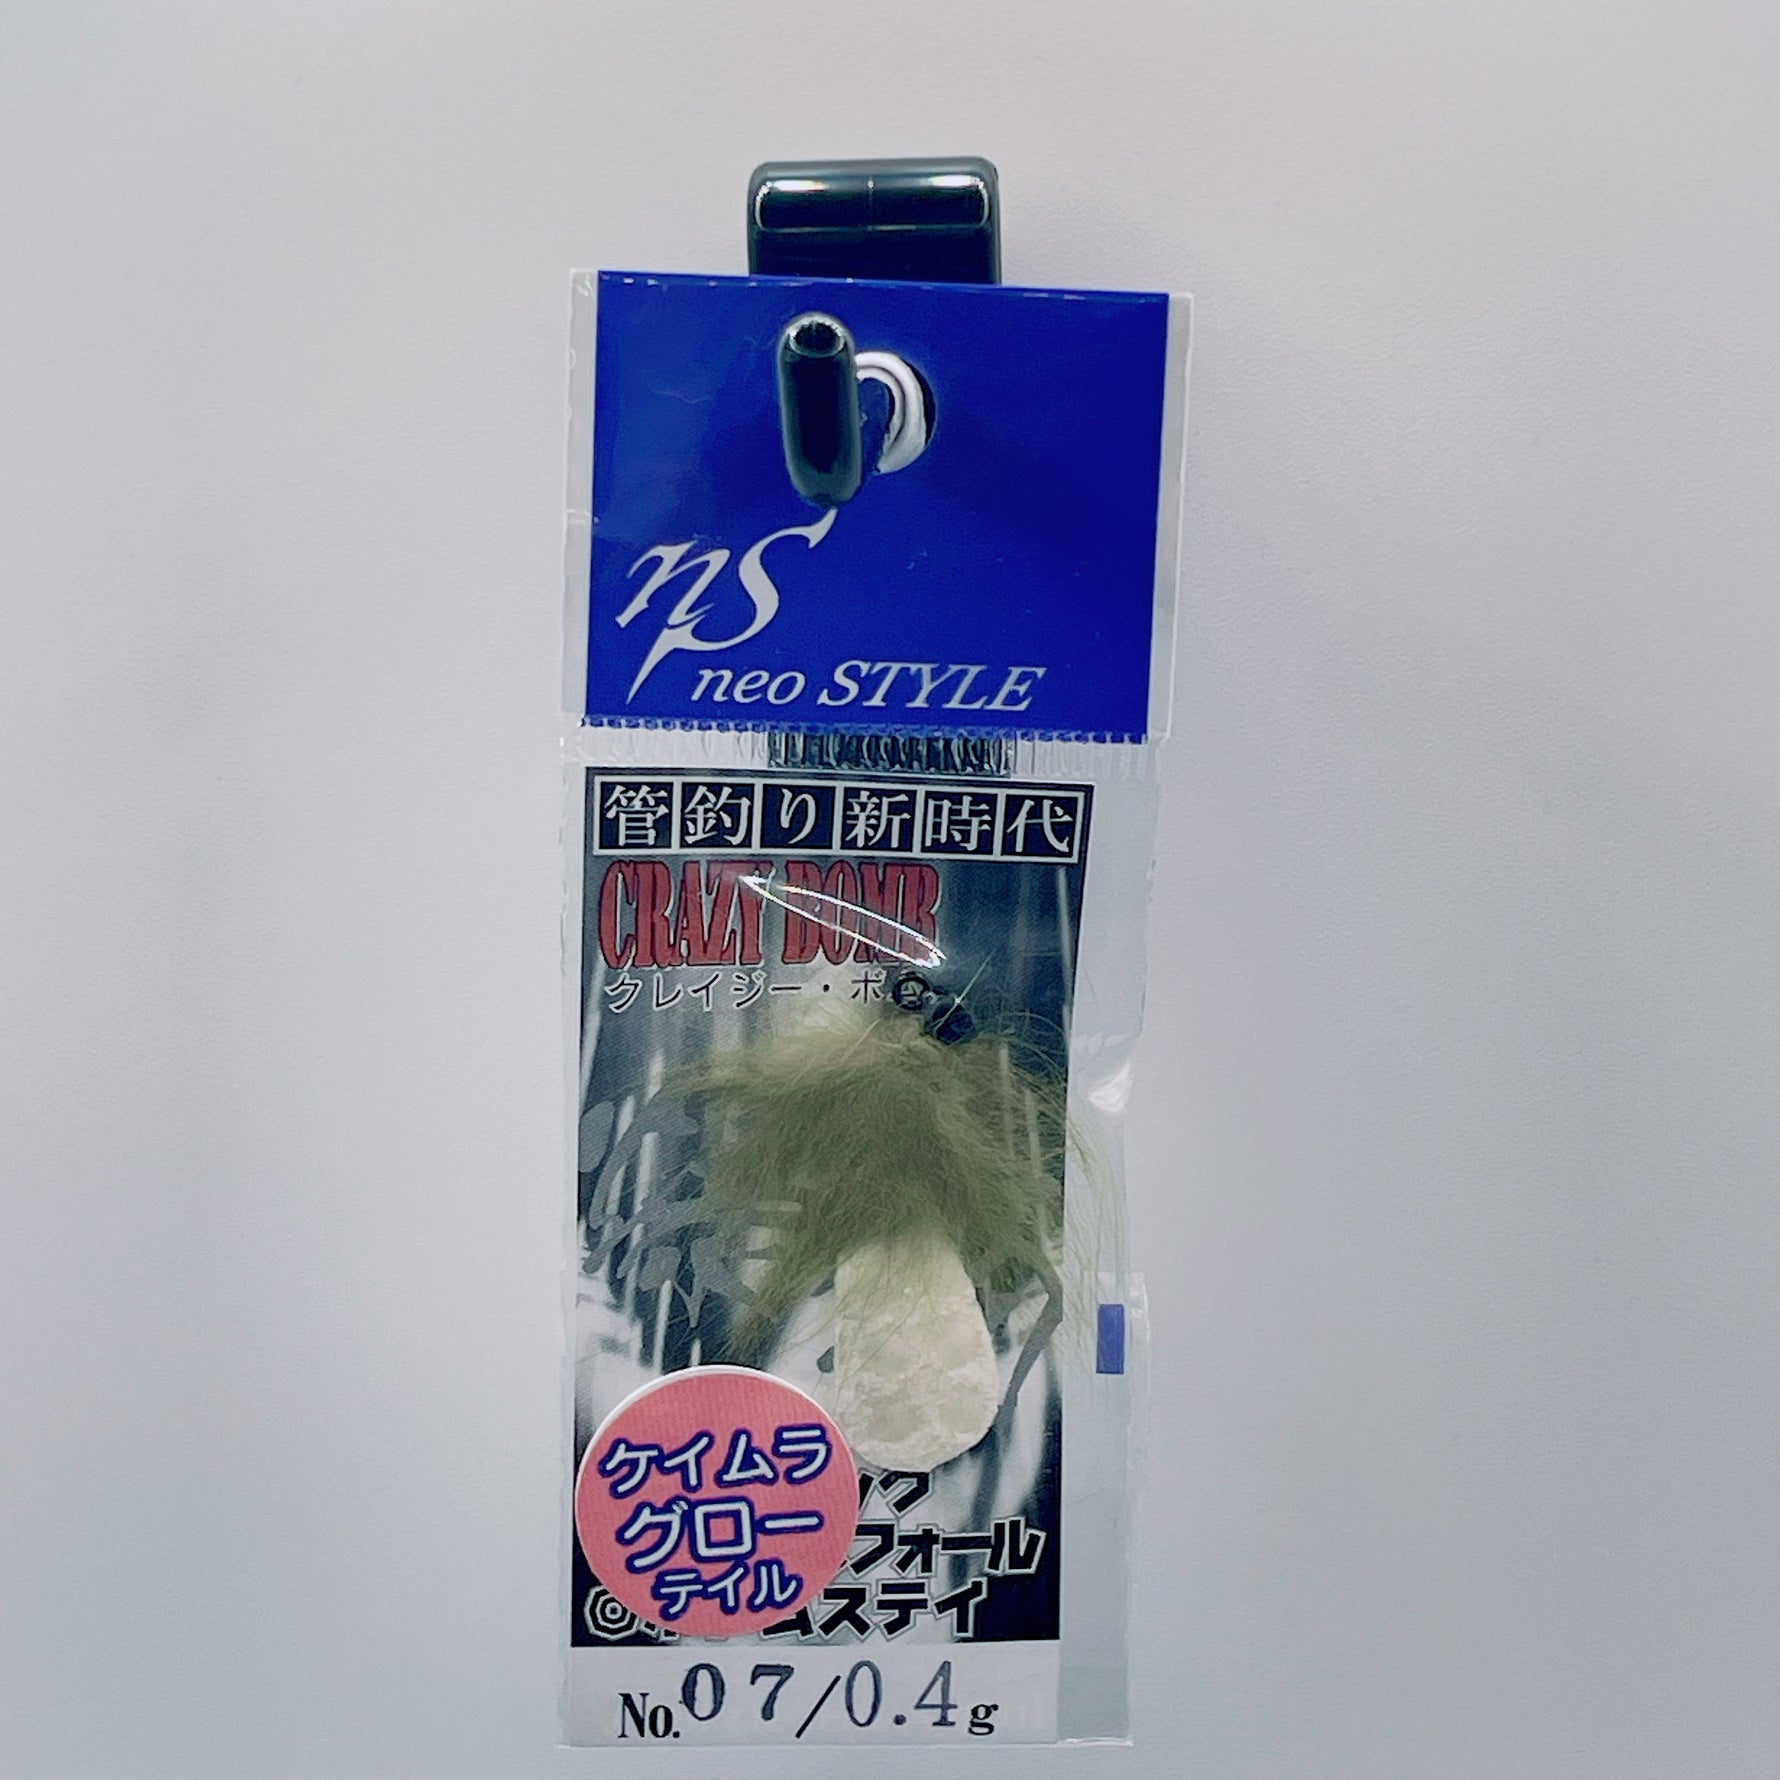 ns
neo STYLE
管釣り新時代
CRAZY BOMB
クレイジー・ボ
ケイムラ
グロー
テイル
フォール
ステイ
No.07/0.4g